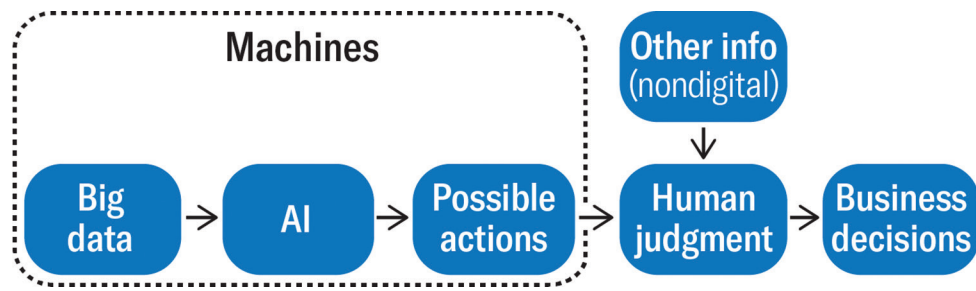 Machines
Other info
(nondigital)
Big
data
AI
Possible
actions
Human
judgment
Business
decisions